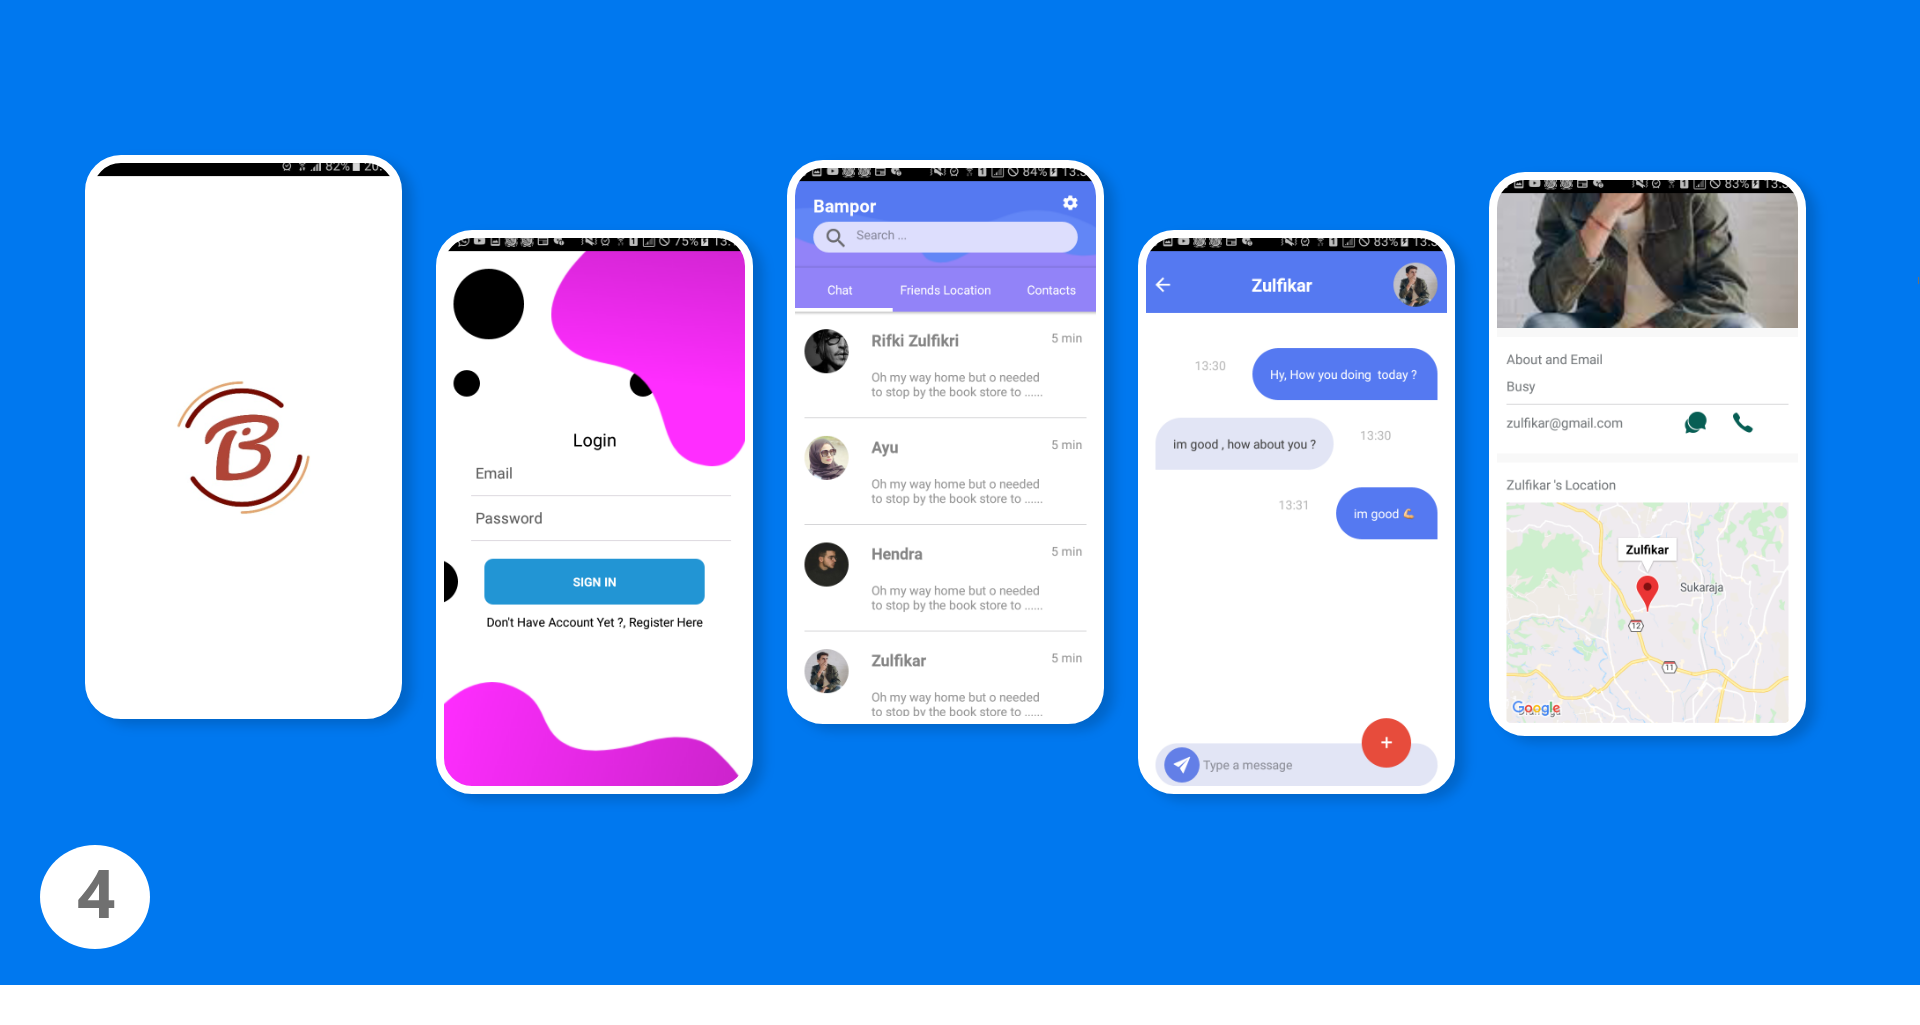 82% 20:
B
75% 13:
Login
Email
Password
SIGN IN
Don't Have Account Yet ?, Register Here
84% 13:
Bampor
Search ...
Chat
Friends Location
Contacts
Rifki Zulfikri
5 min
Oh my way home but o needed
to stop by the book store to ......
Ayu
5 min
Oh my way home but o needed
to stop by the book store to ......
Hendra
5 min
Oh my way home but o needed
to stop by the book store to ......
Zulfikar
5 min
Oh my way home but o needed
to stop by the book store to ......
83% 13:
Zulfikar
13:30
Hy, How you doing today ?
im good , how about you ?
13:30
13:31
im good 💪
Type a message
83% 13:
About and Email
Busy
zulfikar@gmail.com
Zulfikar 's Location
Zulfikar
Sukaraja
12
11
Google
4